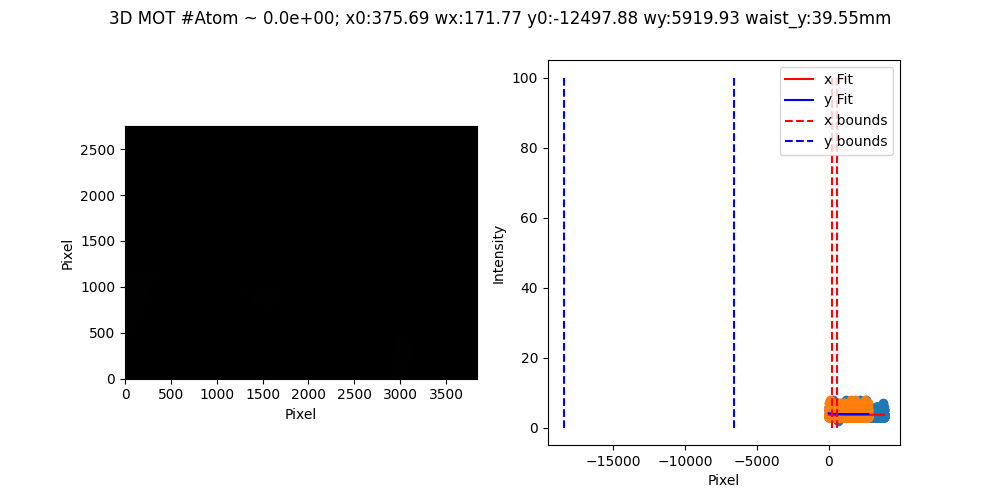 3D MOT #Atom ~ 0.0e+00; x0:375.69 wx:171.77 y0:-12497.88 wy:5919.93 waist_y:39.55mm
2500
2000
1500
1000
500
0
Pixel
0 500 1000 1500 2000 2500 3000 3500
Pixel
100
80
60
40
20
0
Intensity
x Fit
y Fit
x bounds
y bounds
−15000 −10000 −5000 0
Pixel